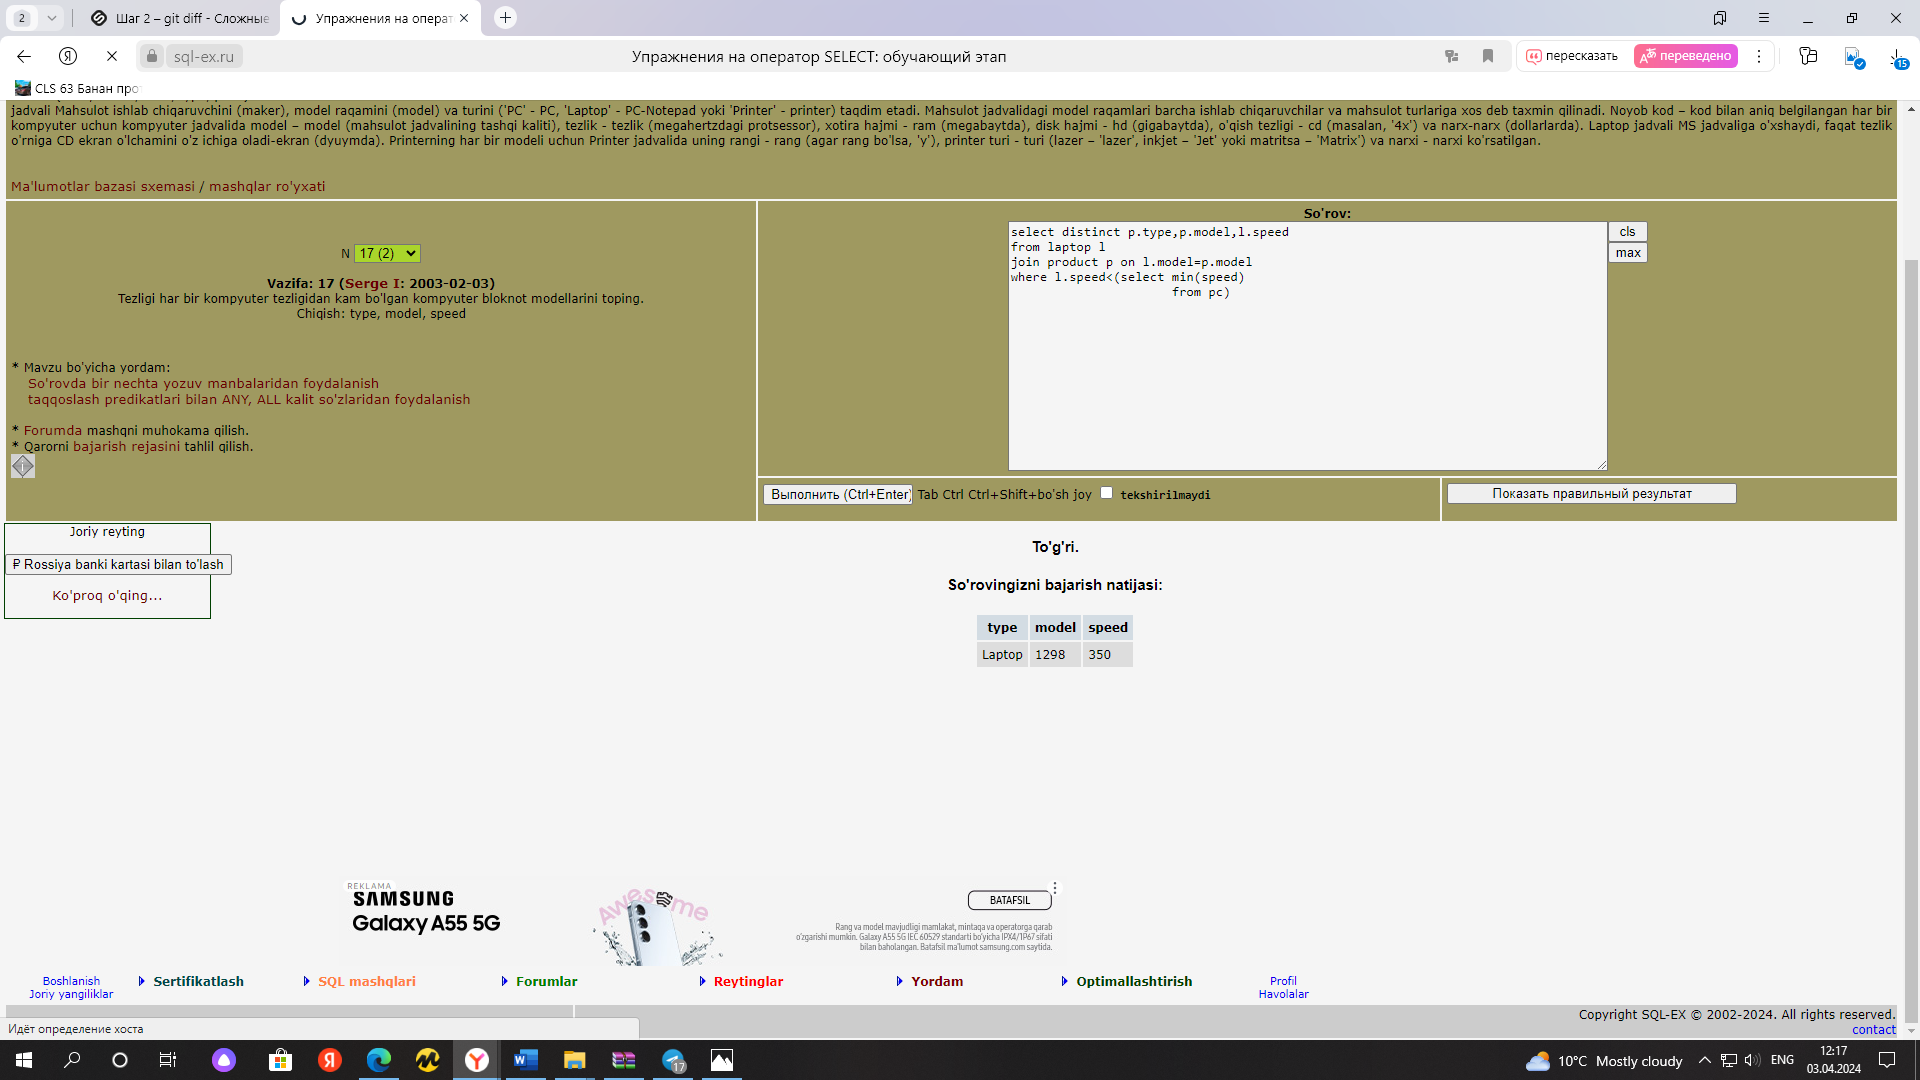 2
Шаг 2 – git diff - Сложные
Упражнения на операт
sql-ex.ru
Упражнения на оператор SELECT: обучающий этап
пересказать
переведено
15
CLS 63 Банан про
jadvali Mahsulot ishlab chiqaruvchini (maker), model raqamini (model) va turini ('PC' - PC, 'Laptop' - PC-Notepad yoki 'Printer' - printer) taqdim etadi. Mahsulot jadvalidagi model raqamlari barcha ishlab chiqaruvchilar va mahsulot turlariga xos deb taxmin qilinadi. Noyob kod – kod bilan aniq belgilangan har bir
kompyuter uchun kompyuter jadvalida model – model (mahsulot jadvalining tashqi kaliti), tezlik - tezlik (megahertzdagi protsessor), xotira hajmi - ram (megabaytda), disk hajmi - hd (gigabaytda), o'qish tezligi - cd (masalan, '4x') va narx-narx (dollarlarda). Laptop jadvali MS jadvaliga o'xshaydi, faqat tezlik
o'rniga CD ekran o'lchamini o'z ichiga oladi-ekran (dyuymda). Printerning har bir modeli uchun Printer jadvalida uning rangi - rang (agar rang bo'lsa, 'y'), printer turi - turi (lazer – 'lazer', inkjet – 'Jet' yoki matritsa – 'Matrix') va narxi - narxi ko'rsatilgan.
Ma'lumotlar bazasi sxemasi / mashqlar ro'yxati
N 17 (2)
Vazifa: 17 (Serge I: 2003-02-03)
Tezligi har bir kompyuter tezligidan kam bo'lgan kompyuter bloknot modellarini toping.
Chiqish: type, model, speed
* Mavzu bo'yicha yordam:
So'rovda bir nechta yozuv manbalaridan foydalanish
taqqoslash predikatlari bilan ANY, ALL kalit so'zlaridan foydalanish
* Forumda mashqni muhokama qilish.
* Qarorni bajarish rejasini tahlil qilish.
So'rov:
select distinct p.type,p.model,l.speed
from laptop l
join product p on l.model=p.model
where l.speed<(select min(speed)
from pc)
cls
max
Выполнить (Ctrl+Enter) Tab Ctrl Ctrl+Shift+bo'sh joy tekshirilmaydi
Показать правильный результат
Joriy reyting
₽ Rossiya banki kartasi bilan to'lash
Ko'proq o'qing...
To'g'ri.
So'rovingizni bajarish natijasi:
type model speed
Laptop 1298 350
REKLAMA
SAMSUNG
Galaxy A55 5G
Awesome
BATAFSIL
Rang va model mavjudligi mamlakat, mintaqa va operatorga qarab
o'zgarishi mumkin. Galaxy A55 5G IEC 60529 standarti bo'yicha IPX4/1P67 sifati
bilan baholangan. Batafsil ma'lumot samsung.com saytida.
Boshlanish
Joriy yangiliklar
Sertifikatlash
SQL mashqlari
Forumlar
Reytinglar
Yordam
Optimallashtirish
Profil
Havolalar
Copyright SQL-EX © 2002-2024. All rights reserved.
contact
Идёт определение хоста
17
10°C Mostly cloudy
ENG
12:17
03.04.2024